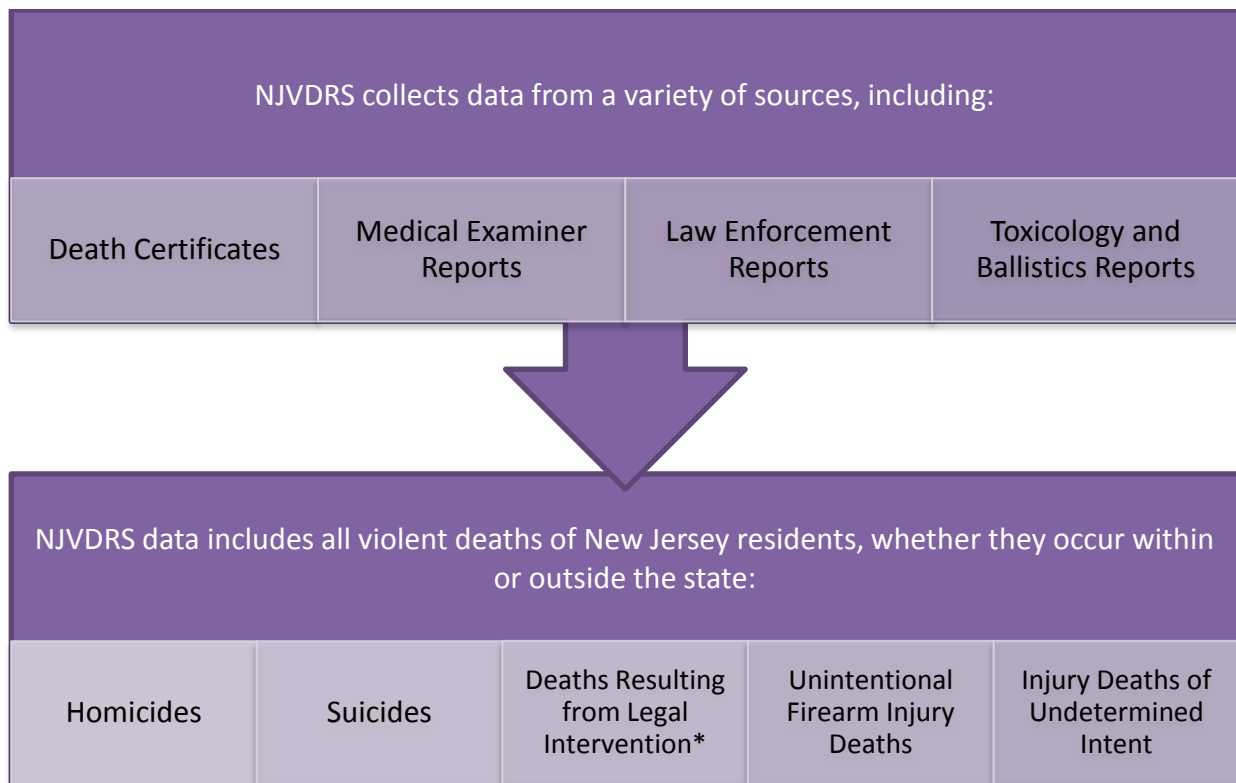 NJVDRS collects data from a variety of sources, including:
Death Certificates
Medical Examiner
Reports
Law Enforcement
Reports
Toxicology and
Ballistics Reports
NJVDRS data includes all violent deaths of New Jersey residents, whether they occur within
or outside the state:
Homicides
Suicides
Deaths Resulting
from Legal
Intervention*
Unintentional
Firearm Injury
Deaths
Injury Deaths of
Undetermined
Intent